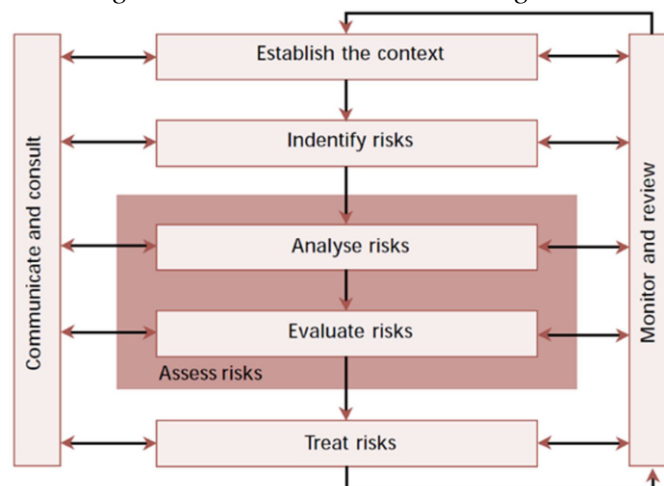 Establish the context
Indentify risks
Analyse risks
Evaluate risks
Assess risks
Treat risks
Communicate and consult
Monitor and review